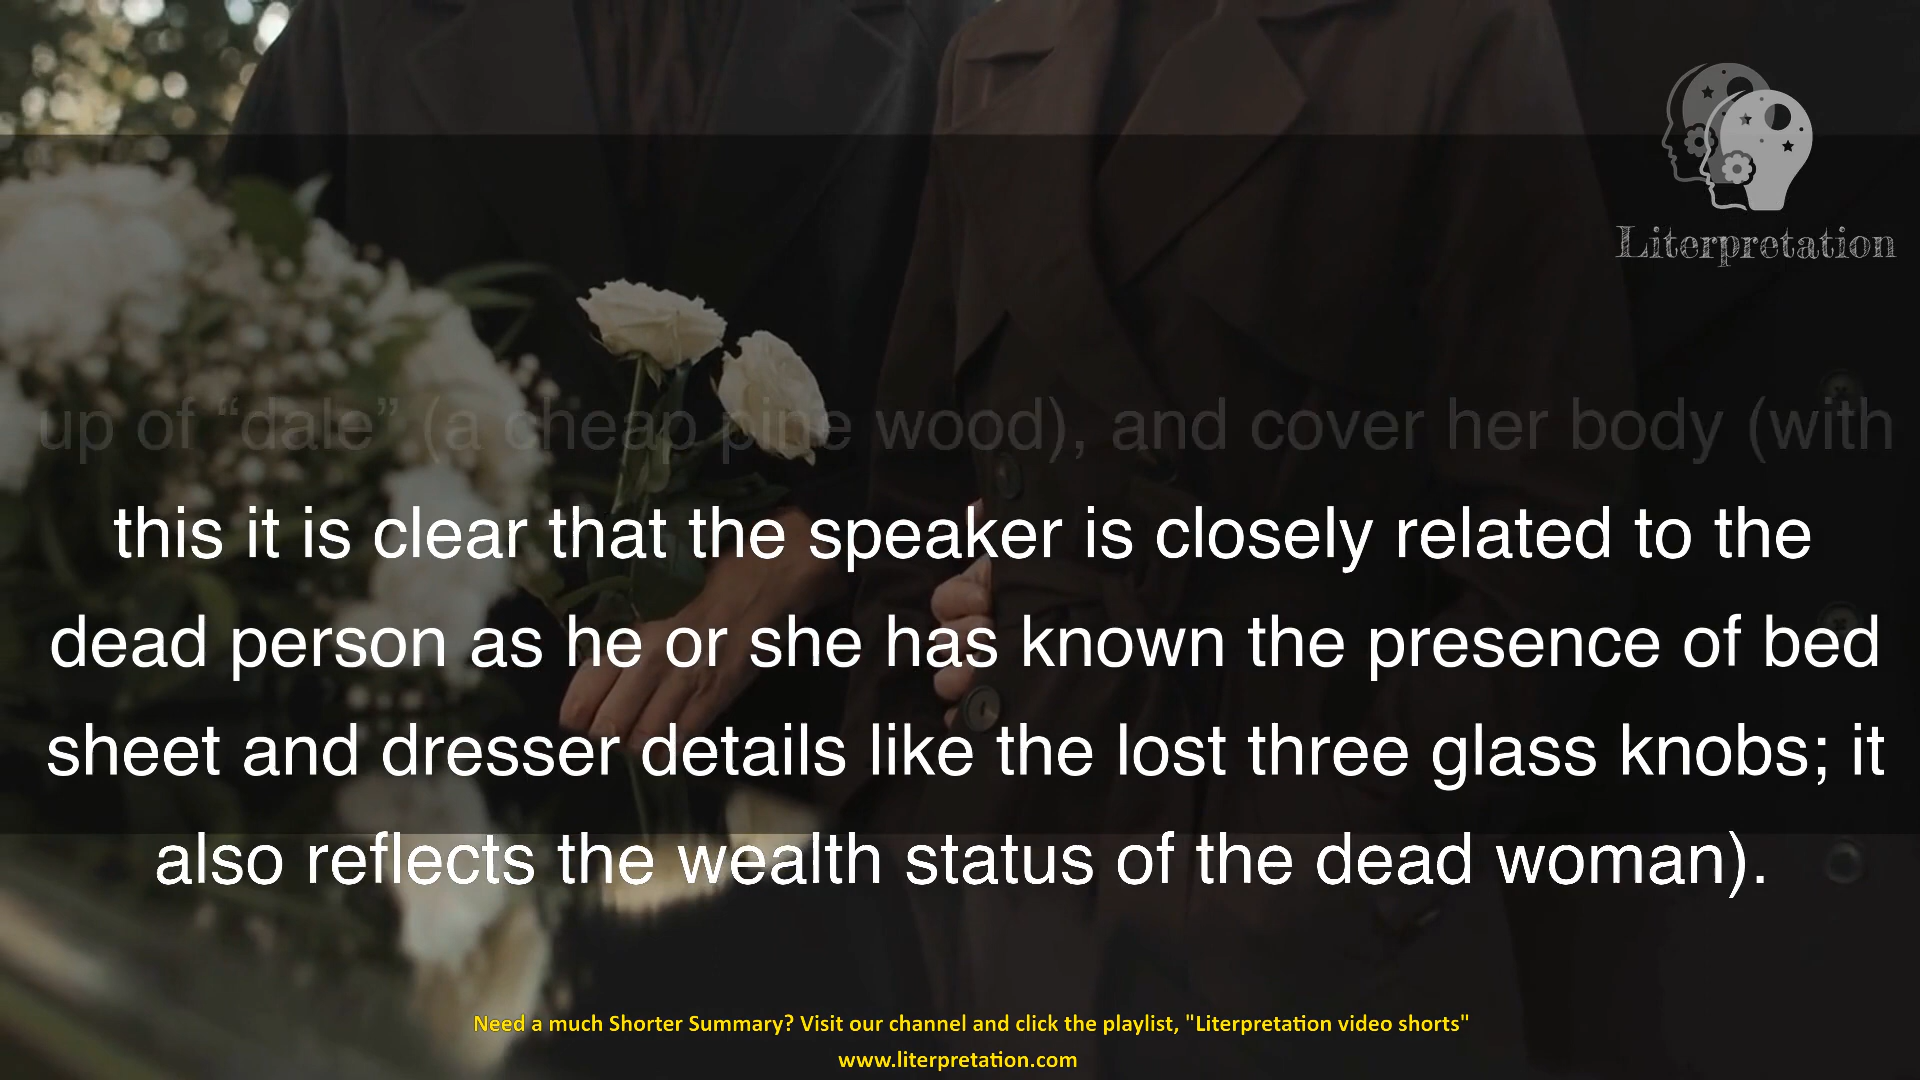 Literpretation
up of “dale” (a cheap pine wood), and cover her body (with
this it is clear that the speaker is closely related to the
dead person as he or she has known the presence of bed
sheet and dresser details like the lost three glass knobs; it
also reflects the wealth status of the dead woman).
Need a much Shorter Summary? Visit our channel and click the playlist, "Literpretation video shorts"
www.literpretation.com